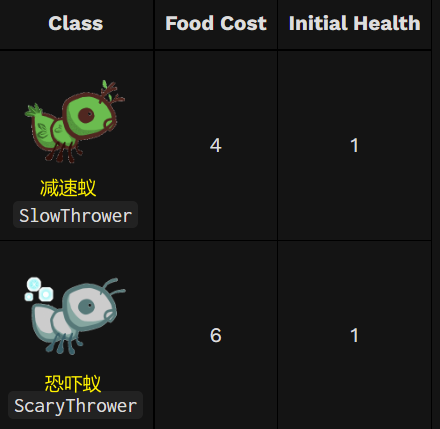 Class Food Cost Initial Health
减速蚁
SlowThrower
4 1
恐吓蚁
ScaryThrower
6 1